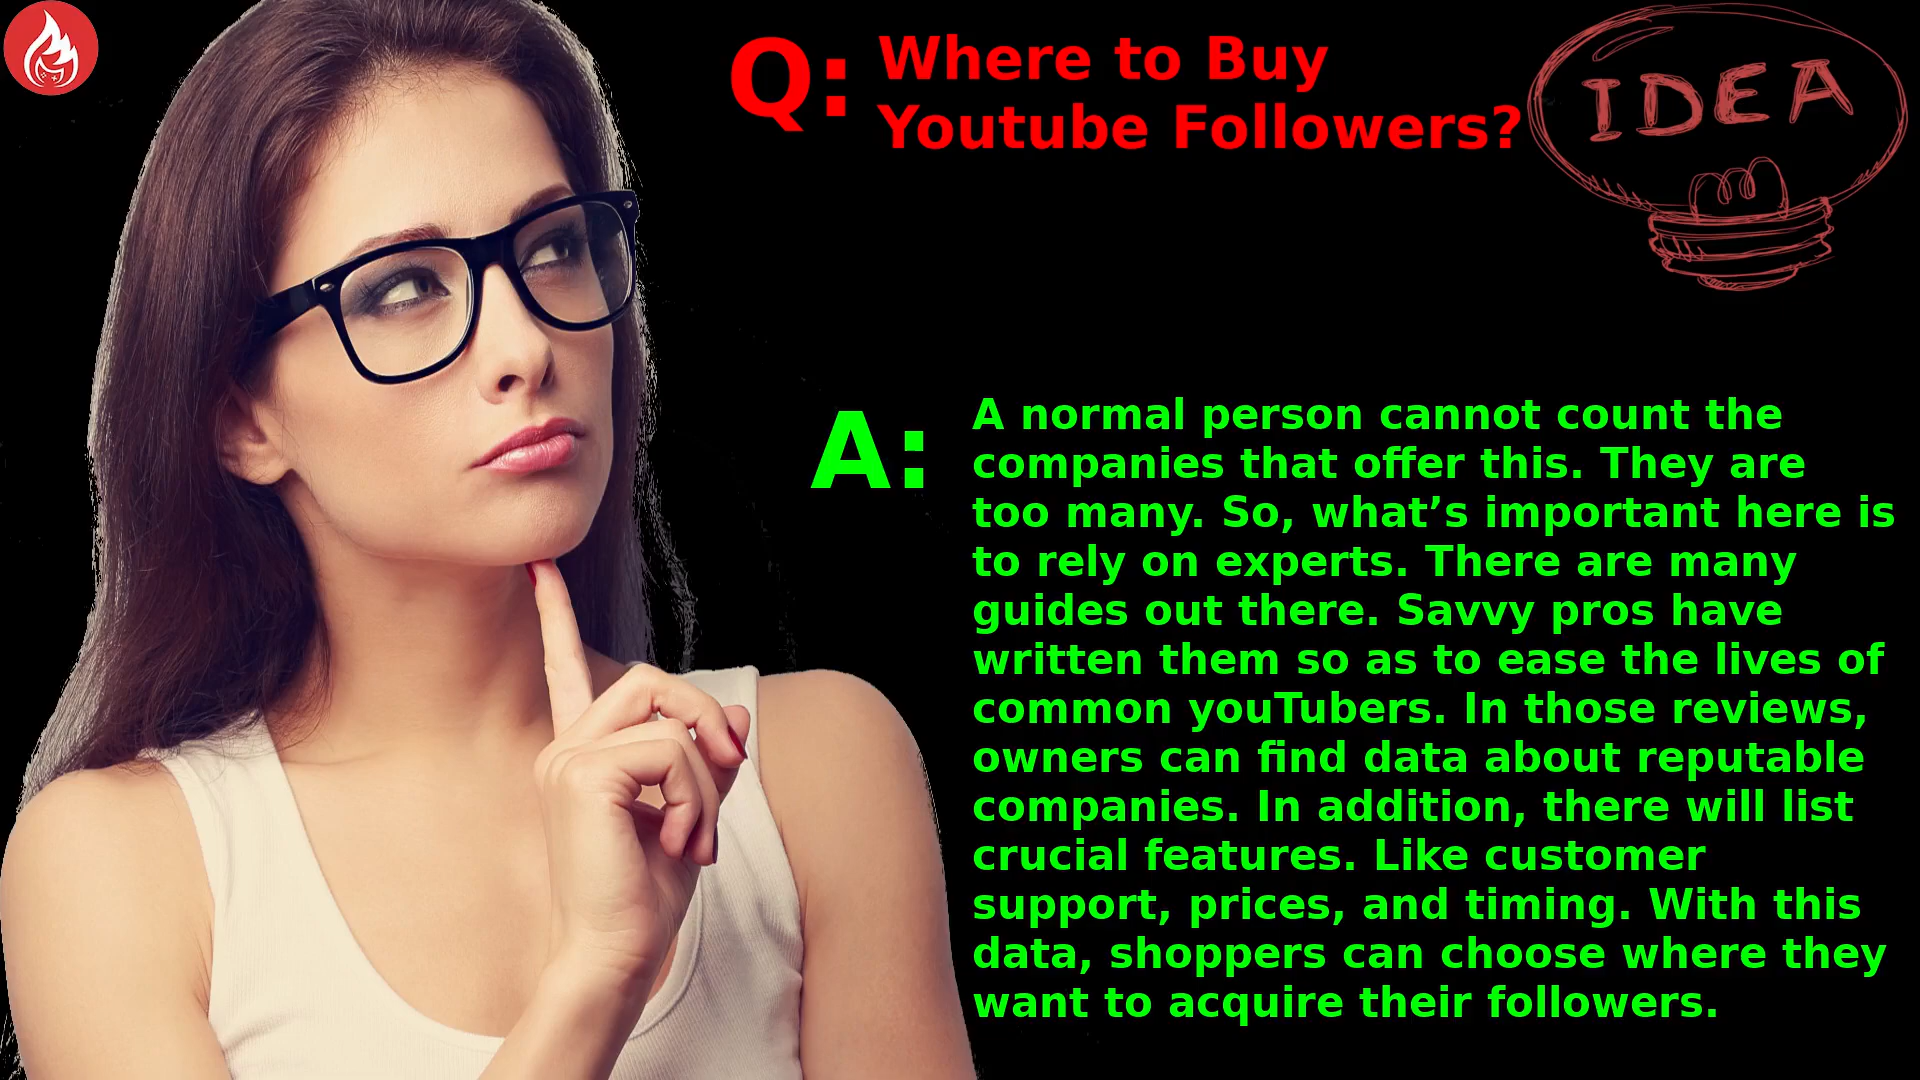 Q: Where to Buy
Youtube Followers?
IDEA
A: A normal person cannot count the
companies that offer this. They are
too many. So, what’s important here is
to rely on experts. There are many
guides out there. Savvy pros have
written them so as to ease the lives of
common youTubers. In those reviews,
owners can find data about reputable
companies. In addition, there will list
crucial features. Like customer
support, prices, and timing. With this
data, shoppers can choose where they
want to acquire their followers.